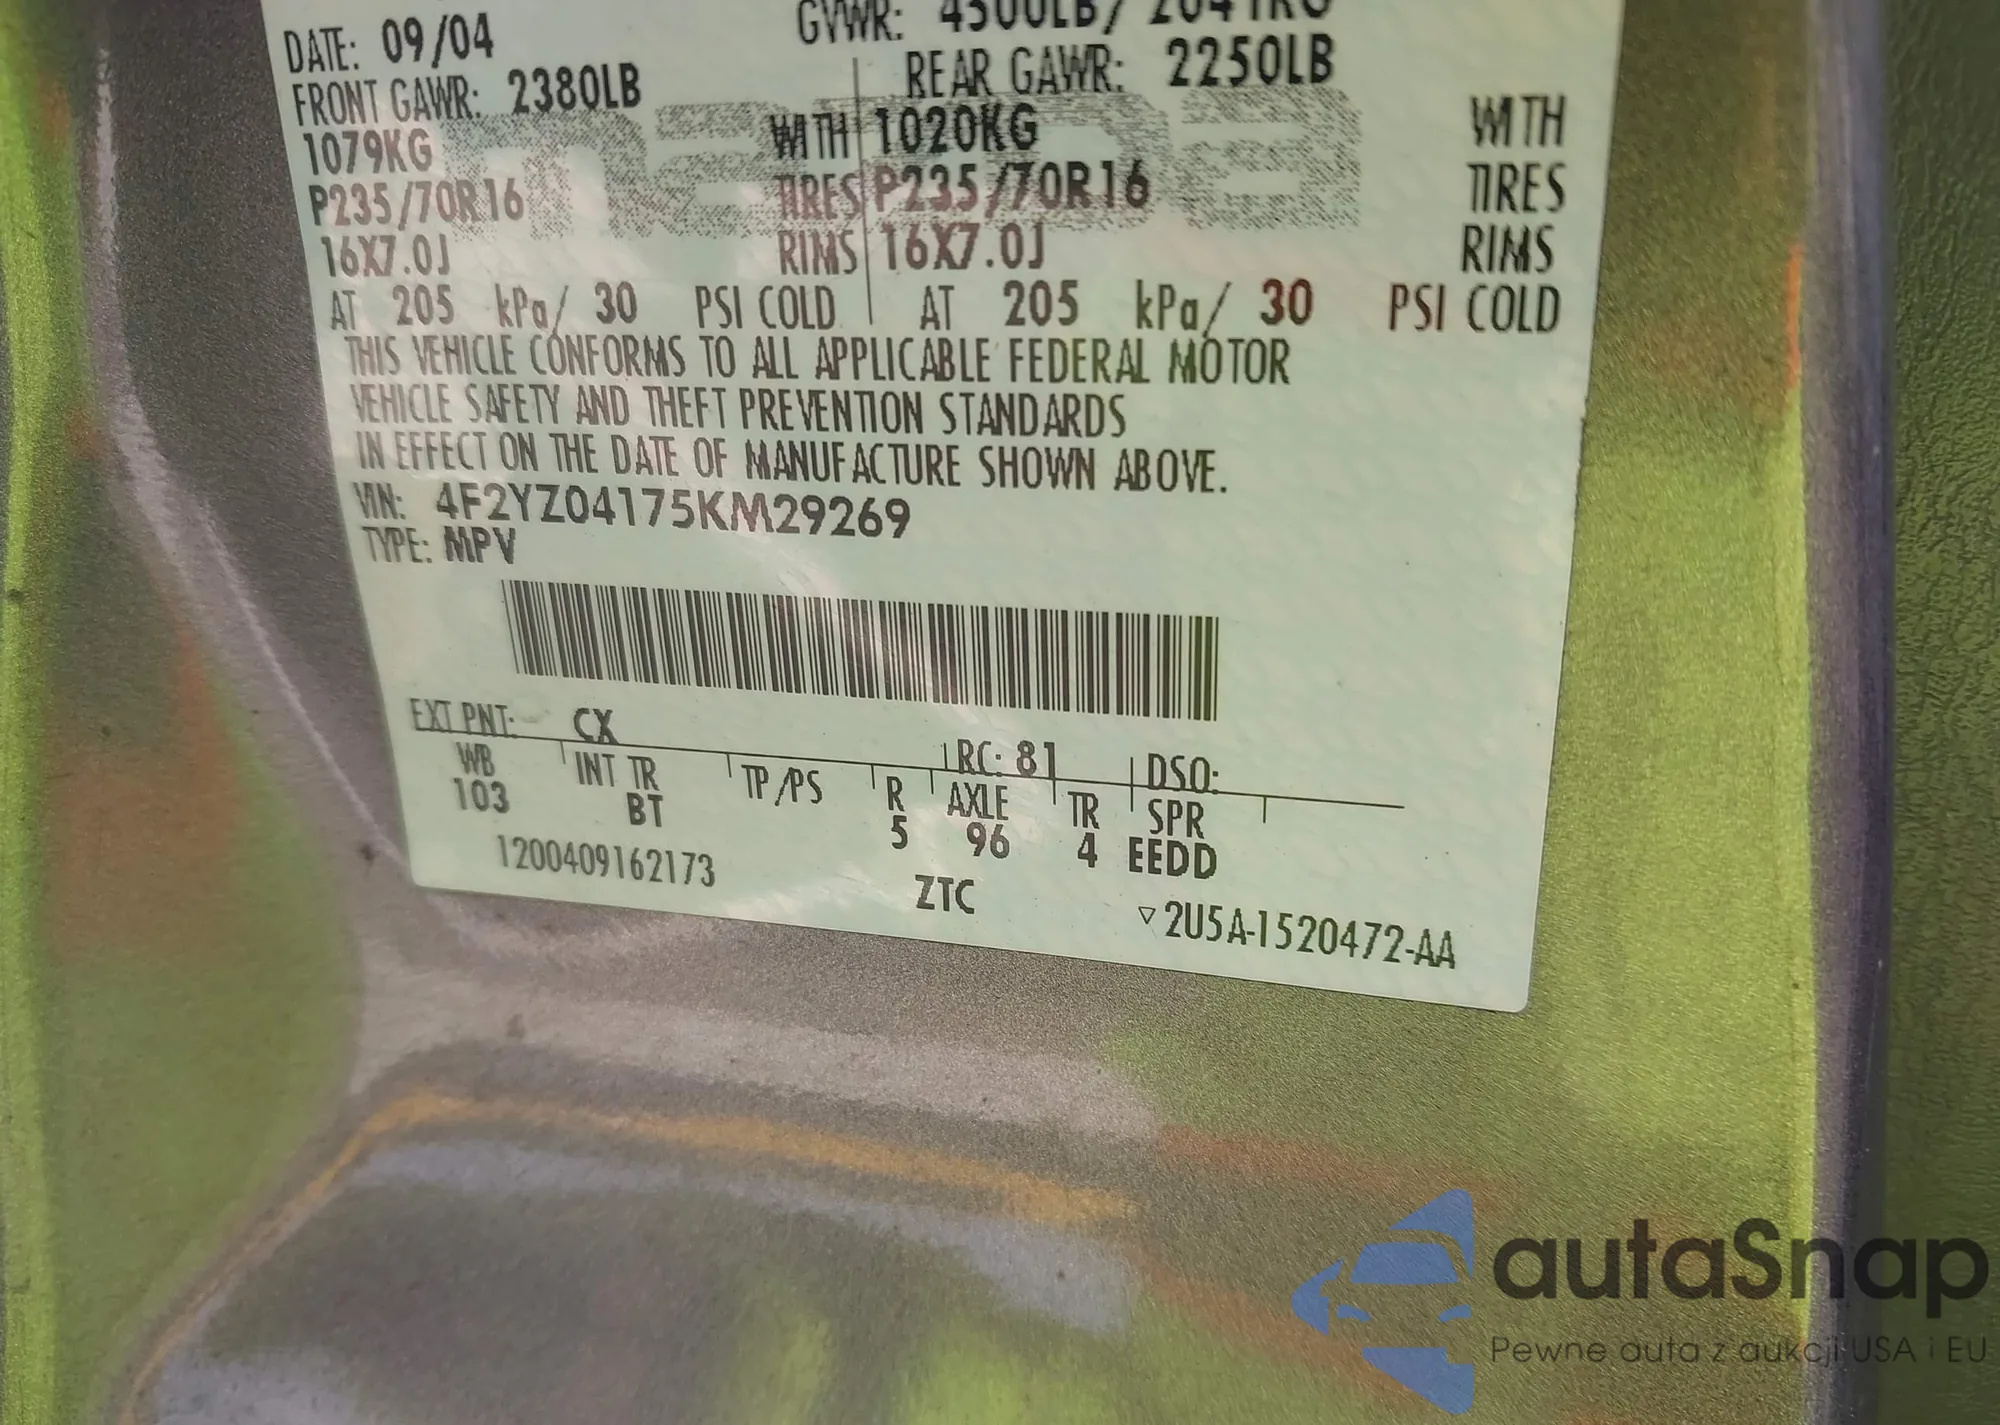 DATE: 09/04 GVWR: 4500LB/ 2041KG
FRONT GAWR: 2380LB REAR GAWR: 2250LB
1079KG WITH 1020KG WITH
P235/70R16 TIRES P235/70R16 TIRES
16X7.0J RIMS 16X7.0J RIMS
AT 205 kPa/ 30 PSI COLD AT 205 kPa/ 30 PSI COLD
THIS VEHICLE CONFORMS TO ALL APPLICABLE FEDERAL MOTOR
VEHICLE SAFETY AND THEFT PREVENTION STANDARDS
IN EFFECT ON THE DATE OF MANUFACTURE SHOWN ABOVE.
VIN: 4F2YZ04175KM29269
TYPE: MPV
EXT PNT: CX RC: 81 DSO:
WB INT TR TP/PS R AXLE TR SPR
103 BT 5 96 4 EEDD
1200409162173 ZTC ▽2U5A-1520472-AA
autaSnap
Pewne auta z aukcji USA i EU